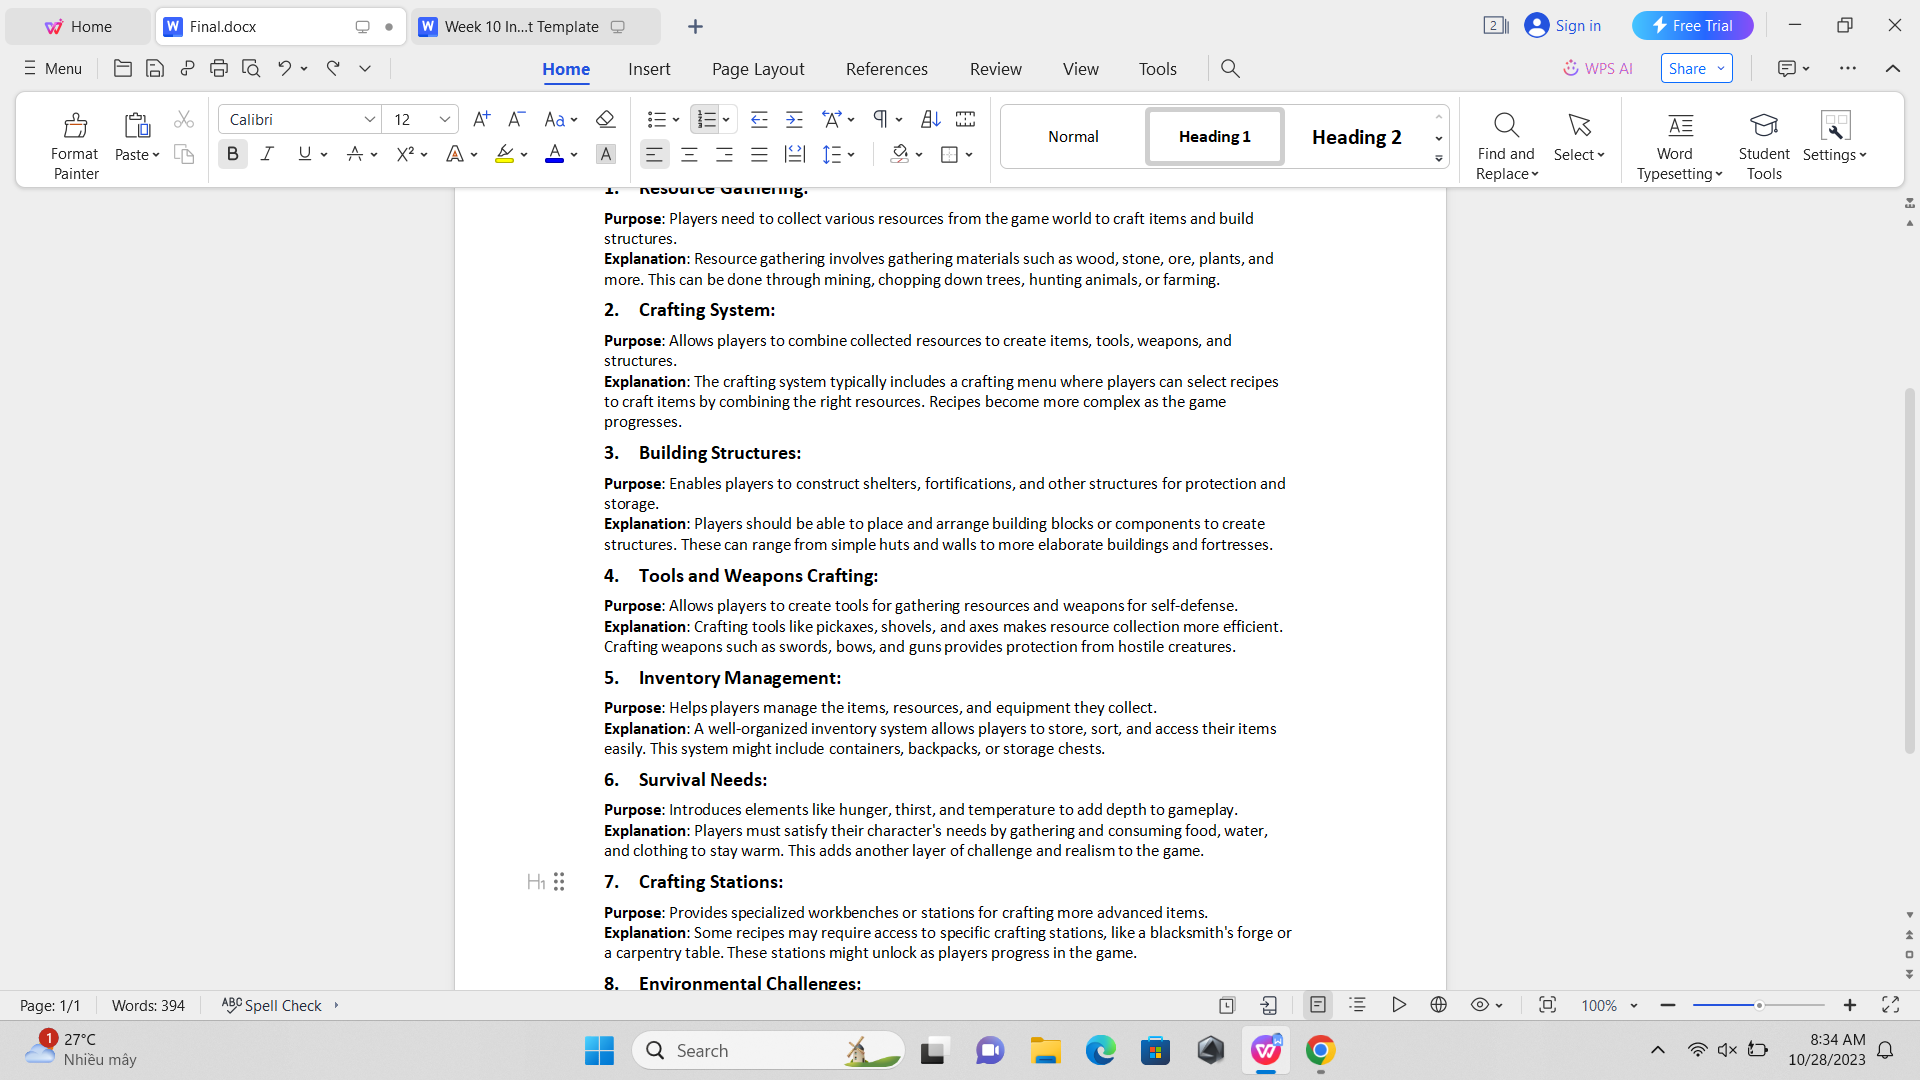 Home
Final.docx
Week 10 In...t Template
2
Sign in
Free Trial
Menu
Home
Insert
Page Layout
References
Review
View
Tools
WPS AI
Share
Format Painter
Paste
Calibri
12
Normal
Heading 1
Heading 2
Find and Replace
Select
Word Typesetting
Student Tools
Settings
1. Resource Gathering:
Purpose: Players need to collect various resources from the game world to craft items and build
structures.
Explanation: Resource gathering involves gathering materials such as wood, stone, ore, plants, and
more. This can be done through mining, chopping down trees, hunting animals, or farming.
2. Crafting System:
Purpose: Allows players to combine collected resources to create items, tools, weapons, and
structures.
Explanation: The crafting system typically includes a crafting menu where players can select recipes
to craft items by combining the right resources. Recipes become more complex as the game
progresses.
3. Building Structures:
Purpose: Enables players to construct shelters, fortifications, and other structures for protection and
storage.
Explanation: Players should be able to place and arrange building blocks or components to create
structures. These can range from simple huts and walls to more elaborate buildings and fortresses.
4. Tools and Weapons Crafting:
Purpose: Allows players to create tools for gathering resources and weapons for self-defense.
Explanation: Crafting tools like pickaxes, shovels, and axes makes resource collection more efficient.
Crafting weapons such as swords, bows, and guns provides protection from hostile creatures.
5. Inventory Management:
Purpose: Helps players manage the items, resources, and equipment they collect.
Explanation: A well-organized inventory system allows players to store, sort, and access their items
easily. This system might include containers, backpacks, or storage chests.
6. Survival Needs:
Purpose: Introduces elements like hunger, thirst, and temperature to add depth to gameplay.
Explanation: Players must satisfy their character's needs by gathering and consuming food, water,
and clothing to stay warm. This adds another layer of challenge and realism to the game.
H1
7. Crafting Stations:
Purpose: Provides specialized workbenches or stations for crafting more advanced items.
Explanation: Some recipes may require access to specific crafting stations, like a blacksmith's forge or
a carpentry table. These stations might unlock as players progress in the game.
8. Environmental Challenges:
Page: 1/1
Words: 394
Spell Check
100%
1
27°C
Nhiều mây
Search
8:34 AM
10/28/2023